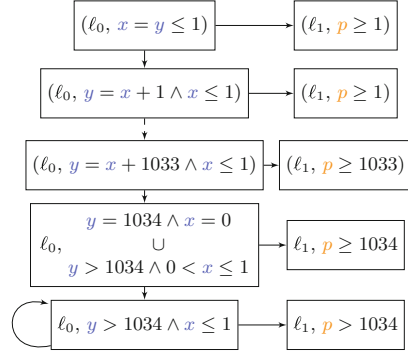 (ℓ₀, x = y ≤ 1) (ℓ₁, p ≥ 1)
(ℓ₀, y = x + 1 ∧ x ≤ 1) (ℓ₁, p ≥ 1)
(ℓ₀, y = x + 1033 ∧ x ≤ 1) (ℓ₁, p ≥ 1033)
y = 1034 ∧ x = 0
ℓ₀, ∪ ℓ₁, p ≥ 1034
y > 1034 ∧ 0 < x ≤ 1
ℓ₀, y > 1034 ∧ x ≤ 1 ℓ₁, p > 1034